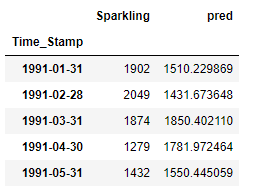 Sparkling pred
Time_Stamp
1991-01-31 1902 1510.229869
1991-02-28 2049 1431.673648
1991-03-31 1874 1850.402110
1991-04-30 1279 1781.972464
1991-05-31 1432 1550.445059